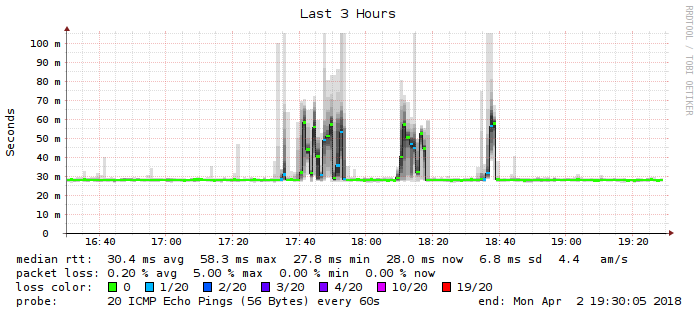 Last 3 Hours
RRDTOOL / TOBI OETIKER
Seconds
100 m
90 m
80 m
70 m
60 m
50 m
40 m
30 m
20 m
10 m
0
16:40 17:00 17:20 17:40 18:00 18:20 18:40 19:00 19:20
median rtt: 30.4 ms avg 58.3 ms max 27.8 ms min 28.0 ms now 6.8 ms sd 4.4 am/s
packet loss: 0.20 % avg 5.00 % max 0.00 % min 0.00 % now
loss color: 0 1/20 2/20 3/20 4/20 10/20 19/20
probe: 20 ICMP Echo Pings (56 Bytes) every 60s end: Mon Apr 2 19:30:05 2018